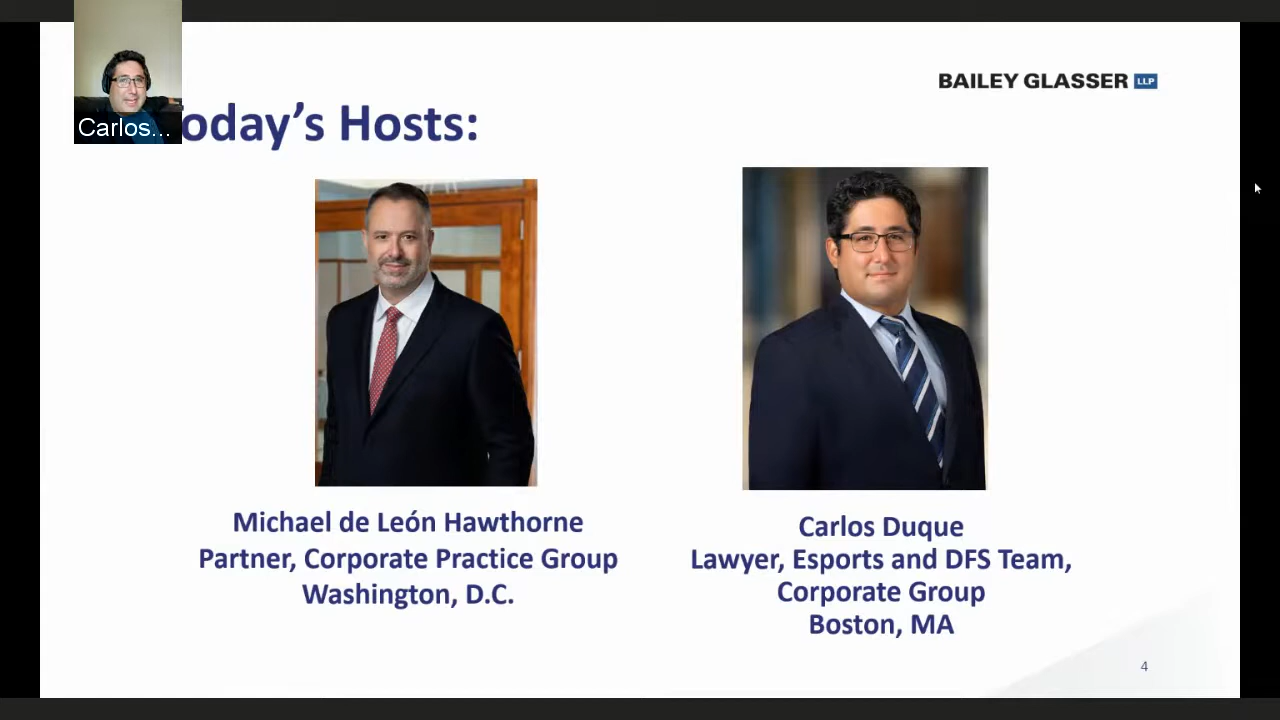 BAILEY GLASSER LLP
Carlos...
oday's Hosts:
Michael de León Hawthorne
Partner, Corporate Practice Group
Washington, D.C.
Carlos Duque
Lawyer, Esports and DFS Team,
Corporate Group
Boston, MA
4